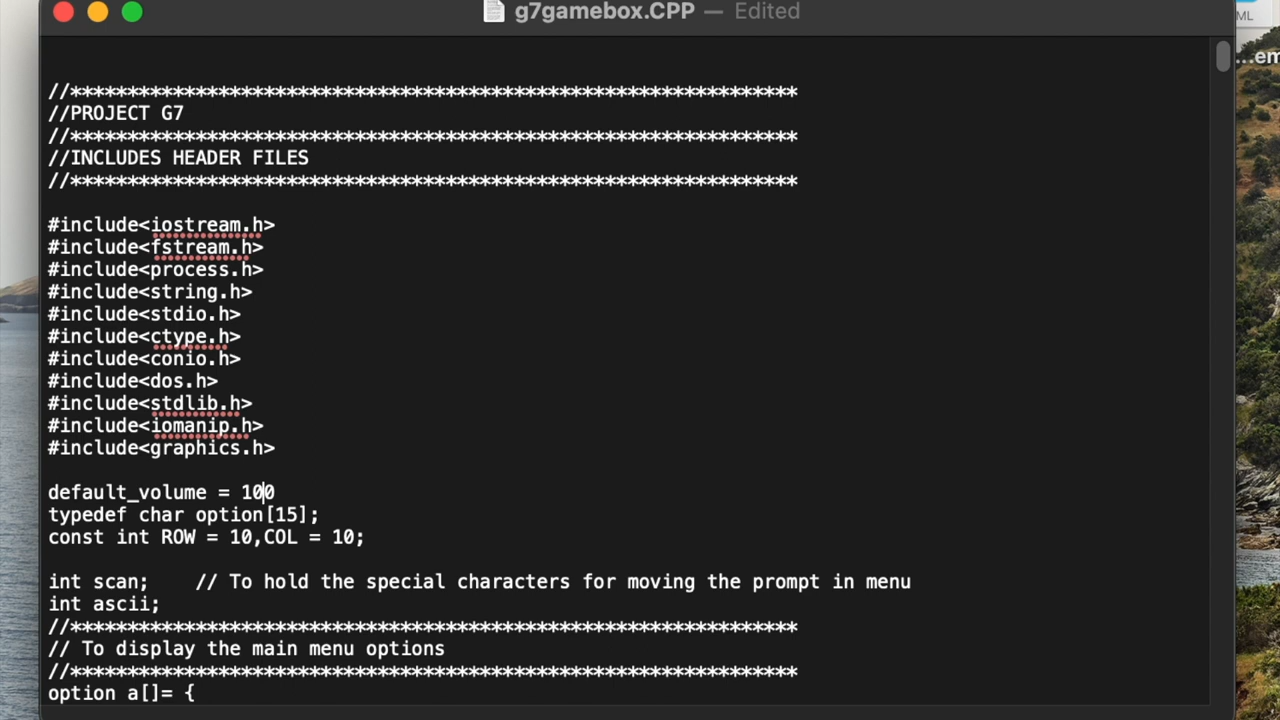 g7gamebox.CPP — Edited
ML
...em
//****************************************************************
//PROJECT G7
//****************************************************************
//INCLUDES HEADER FILES
//****************************************************************
#include<iostream.h>
#include<fstream.h>
#include<process.h>
#include<string.h>
#include<stdio.h>
#include<ctype.h>
#include<conio.h>
#include<dos.h>
#include<stdlib.h>
#include<iomanip.h>
#include<graphics.h>
default_volume = 100
typedef char option[15];
const int ROW = 10,COL = 10;
int scan;    // To hold the special characters for moving the prompt in menu
int ascii;
//****************************************************************
// To display the main menu options
//****************************************************************
option a[]= {